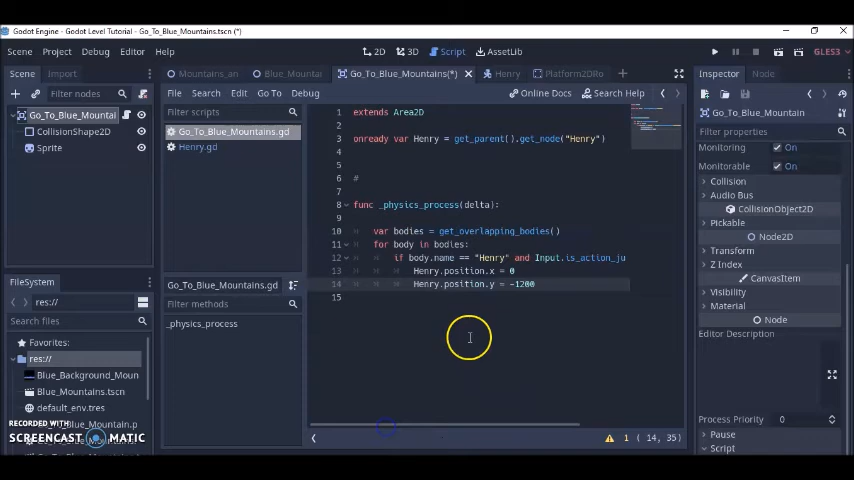 Godot Engine - Godot Level Tutorial - Go_To_Blue_Mountains.tscn (*)
Scene Project Debug Editor Help
2D 3D Script AssetLib
GLES3
Scene Import
Mountains_an Blue_Mountai Go_To_Blue_Mountains(*) Henry Platform2DRo
Inspector Node
Filter nodes
File Search Edit Go To Debug
Online Docs Search Help
Go_To_Blue_Mountai
CollisionShape2D
Sprite
Filter scripts
Go_To_Blue_Mountains.gd
Henry.gd
Go_To_Blue_Mountains.gd
Filter methods
_physics_process
1 extends Area2D
2
3 onready var Henry = get_parent().get_node("Henry")
4
5
6 #
7
8 func _physics_process(delta):
9
10 var bodies = get_overlapping_bodies()
11 for body in bodies:
12 if body.name == "Henry" and Input.is_action_ju
13 Henry.position.x = 0
14 Henry.position.y = -1200
15
1 ( 14, 35)
Go_To_Blue_Mountain
Filter properties
Monitoring On
Monitorable On
Collision
Audio Bus
CollisionObject2D
Pickable
Node2D
Transform
Z Index
CanvasItem
Visibility
Material
Node
Editor Description
Process Priority 0
Pause
Script
FileSystem
res://
Search files
Favorites:
res://
Blue_Background_Moun
Blue_Mountains.tscn
default_env.tres
RECORDED WITH
SCREENCAST MATIC